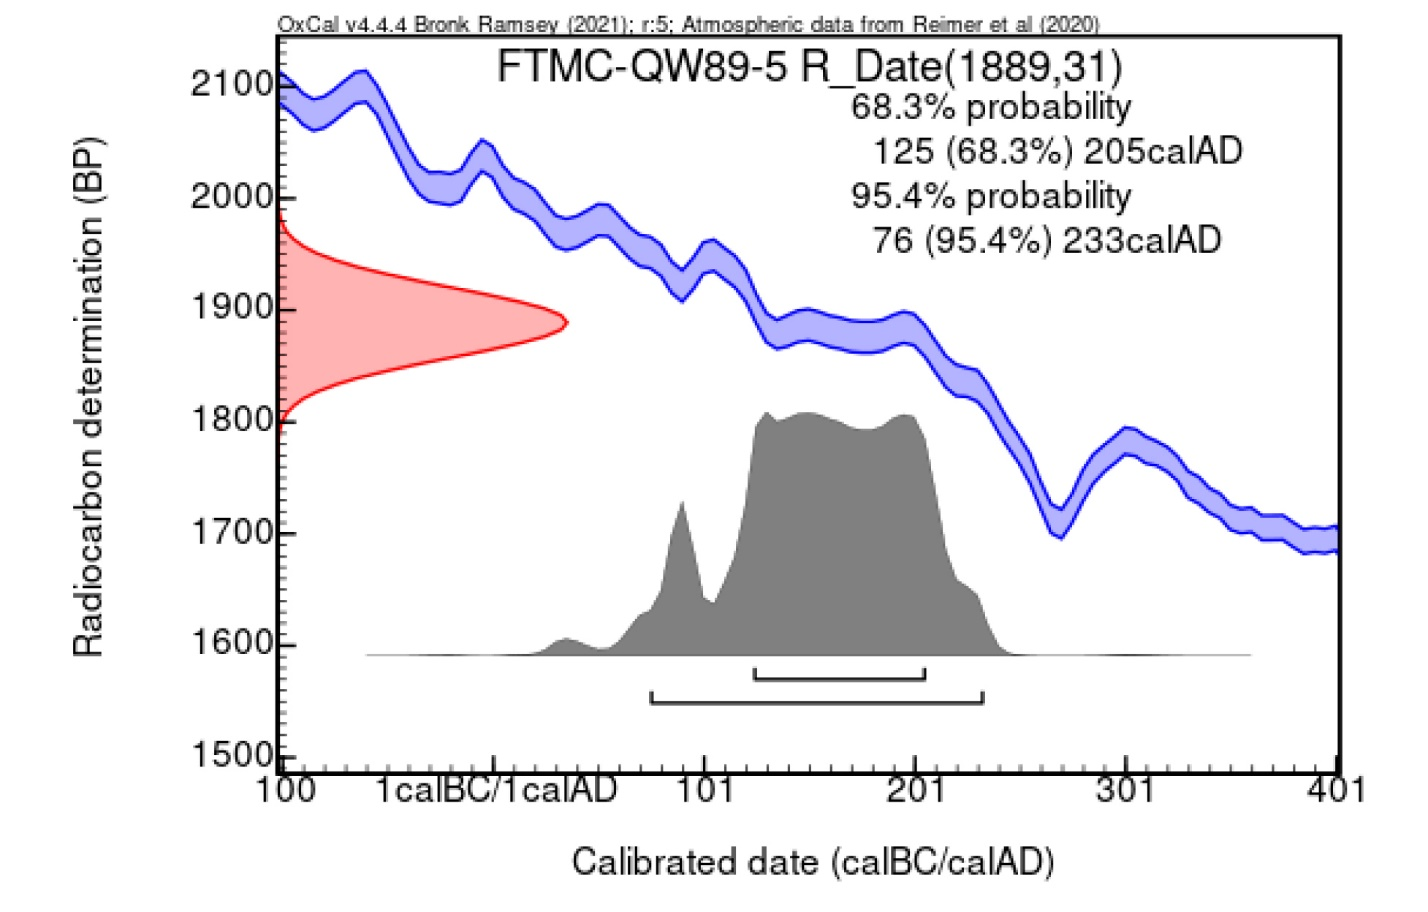 OxCal v4.4.4 Bronk Ramsey (2021); r:5; Atmospheric data from Reimer et al (2020)
FTMC-QW89-5 R_Date(1889,31)
68.3% probability
125 (68.3%) 205calAD
95.4% probability
76 (95.4%) 233calAD
Radiocarbon determination (BP)
2100
2000
1900
1800
1700
1600
1500
100 1calBC/1calAD 101 201 301 401
Calibrated date (calBC/calAD)